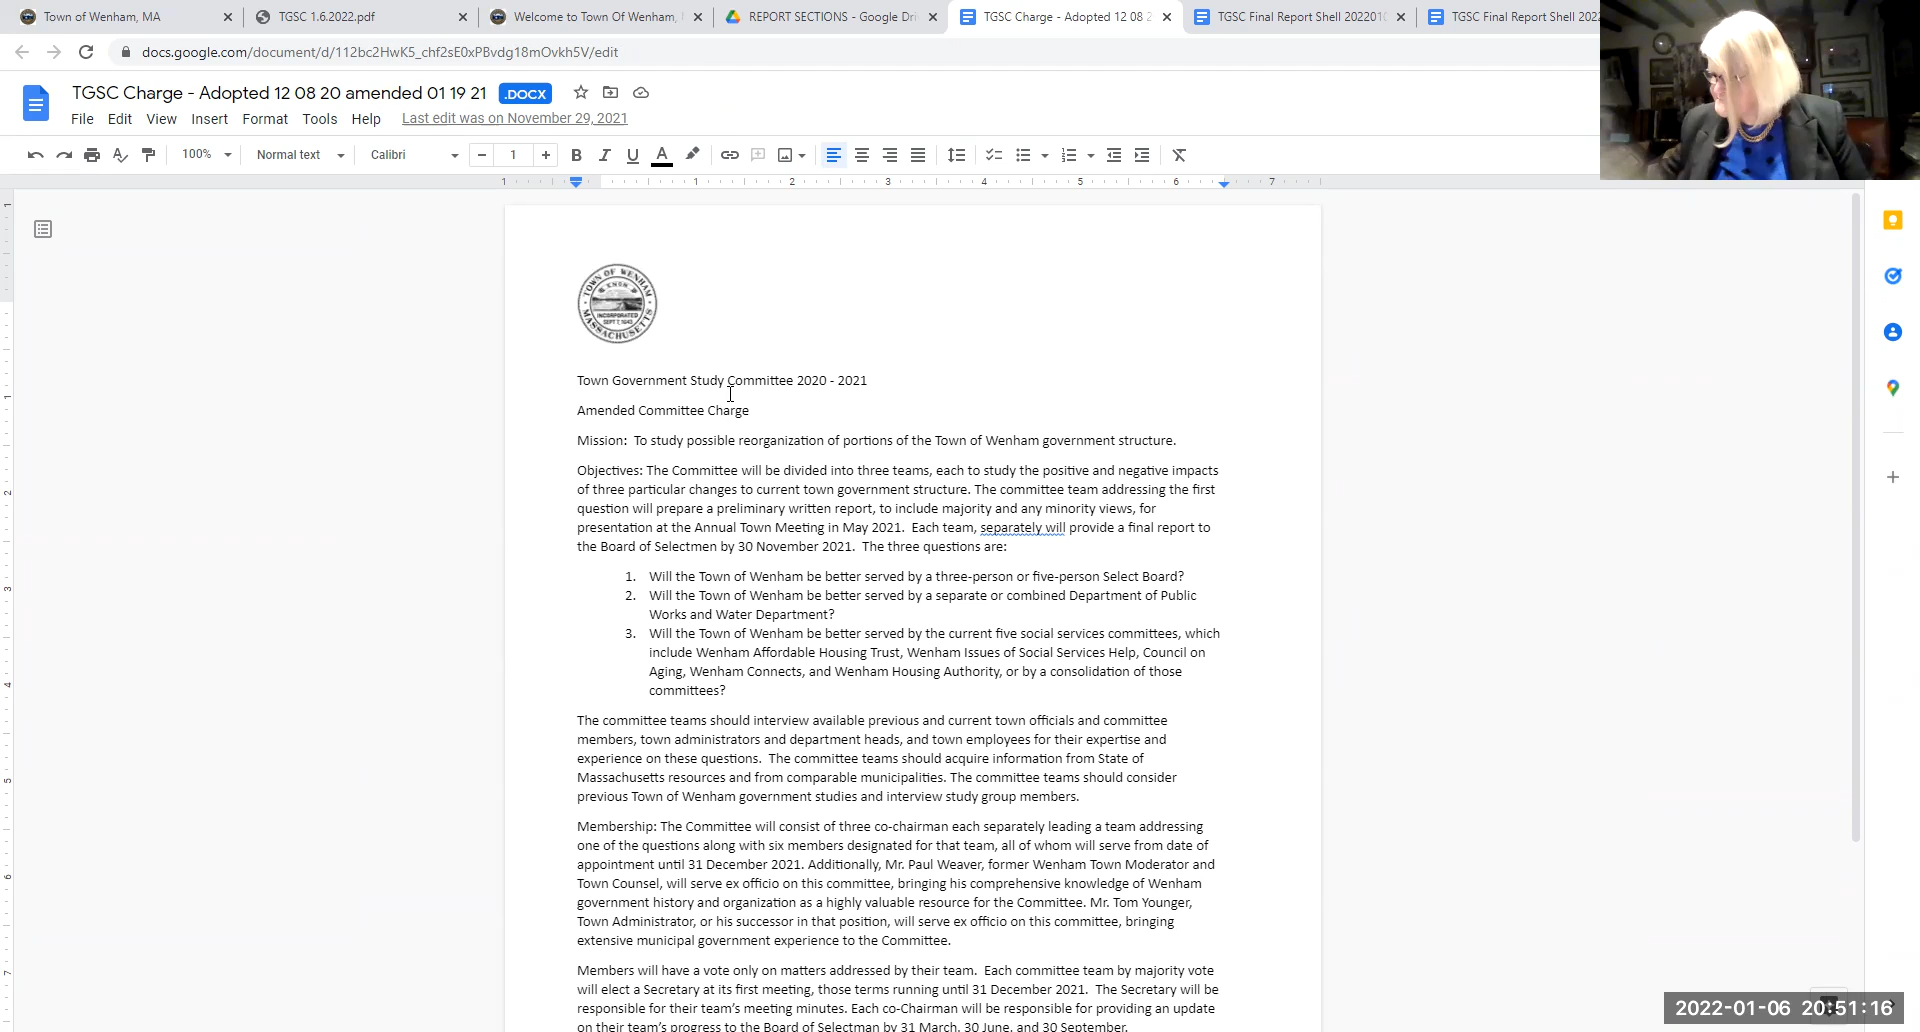 Town of Wenham, MA
TGSC 1.6.2022.pdf
Welcome to Town Of Wenham,
REPORT SECTIONS - Google Dri
TGSC Charge - Adopted 12 08 2
TGSC Final Report Shell 202201
TGSC Final Report Shell 202
docs.google.com/document/d/112bc2HwK5_chf2sE0xPBvdg18mOvkh5V/edit
TGSC Charge - Adopted 12 08 20 amended 01 19 21 .DOCX
File Edit View Insert Format Tools Help Last edit was on November 29, 2021
100% Normal text Calibri − 1 + B I U A
1 1 2 3 4 5 6 7
TOWN OF WENHAM
MASSACHUSETTS
INCORPORATED
Town Government Study Committee 2020 - 2021
Amended Committee Charge
Mission:  To study possible reorganization of portions of the Town of Wenham government structure.
Objectives: The Committee will be divided into three teams, each to study the positive and negative impacts
of three particular changes to current town government structure. The committee team addressing the first
question will prepare a preliminary written report, to include majority and any minority views, for
presentation at the Annual Town Meeting in May 2021.  Each team, separately will provide a final report to
the Board of Selectmen by 30 November 2021.  The three questions are:
1. Will the Town of Wenham be better served by a three-person or five-person Select Board?
2. Will the Town of Wenham be better served by a separate or combined Department of Public
Works and Water Department?
3. Will the Town of Wenham be better served by the current five social services committees, which
include Wenham Affordable Housing Trust, Wenham Issues of Social Services Help, Council on
Aging, Wenham Connects, and Wenham Housing Authority, or by a consolidation of those
committees?
The committee teams should interview available previous and current town officials and committee
members, town administrators and department heads, and town employees for their expertise and
experience on these questions.  The committee teams should acquire information from State of
Massachusetts resources and from comparable municipalities. The committee teams should consider
previous Town of Wenham government studies and interview study group members.
Membership: The Committee will consist of three co-chairman each separately leading a team addressing
one of the questions along with six members designated for that team, all of whom will serve from date of
appointment until 31 December 2021. Additionally, Mr. Paul Weaver, former Wenham Town Moderator and
Town Counsel, will serve ex officio on this committee, bringing his comprehensive knowledge of Wenham
government history and organization as a highly valuable resource for the Committee. Mr. Tom Younger,
Town Administrator, or his successor in that position, will serve ex officio on this committee, bringing
extensive municipal government experience to the Committee.
Members will have a vote only on matters addressed by their team.  Each committee team by majority vote
will elect a Secretary at its first meeting, those terms running until 31 December 2021.  The Secretary will be
responsible for their team's meeting minutes. Each co-Chairman will be responsible for providing an update
on their team's progress to the Board of Selectman by 31 March, 30 June, and 30 September.
2022-01-06 20:51:16